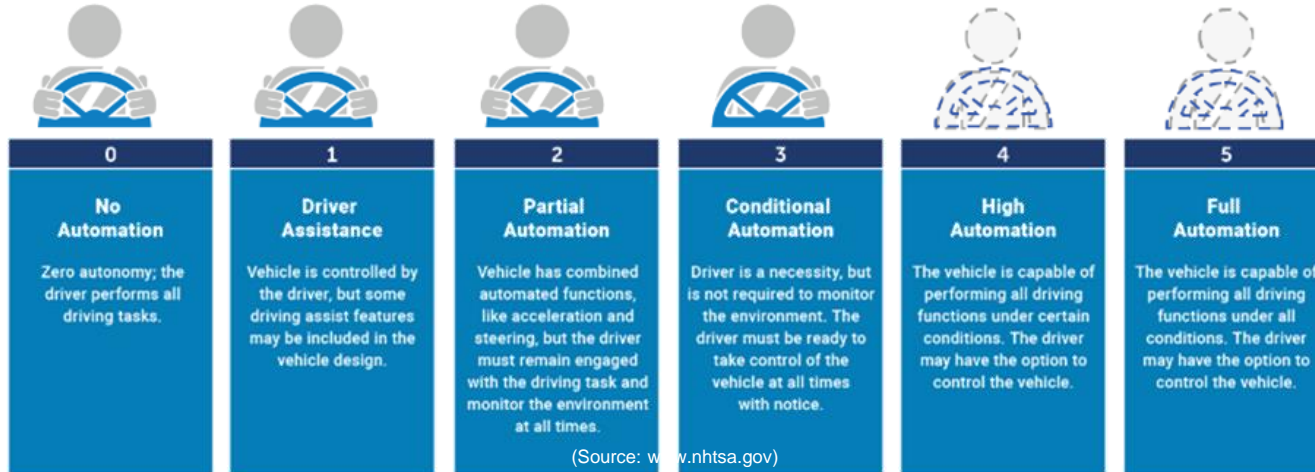 0
No
Automation
Zero autonomy; the
driver performs all
driving tasks.
1
Driver
Assistance
Vehicle is controlled by
the driver, but some
driving assist features
may be included in the
vehicle design.
2
Partial
Automation
Vehicle has combined
automated functions,
like acceleration and
steering, but the driver
must remain engaged
with the driving task and
monitor the environment
at all times.
3
Conditional
Automation
Driver is a necessity, but
is not required to monitor
the environment. The
driver must be ready to
take control of the
vehicle at all times
with notice.
4
High
Automation
The vehicle is capable of
performing all driving
functions under certain
conditions. The driver
may have the option to
control the vehicle.
5
Full
Automation
The vehicle is capable of
performing all driving
functions under all
conditions. The driver
may have the option to
control the vehicle.
(Source: www.nhtsa.gov)